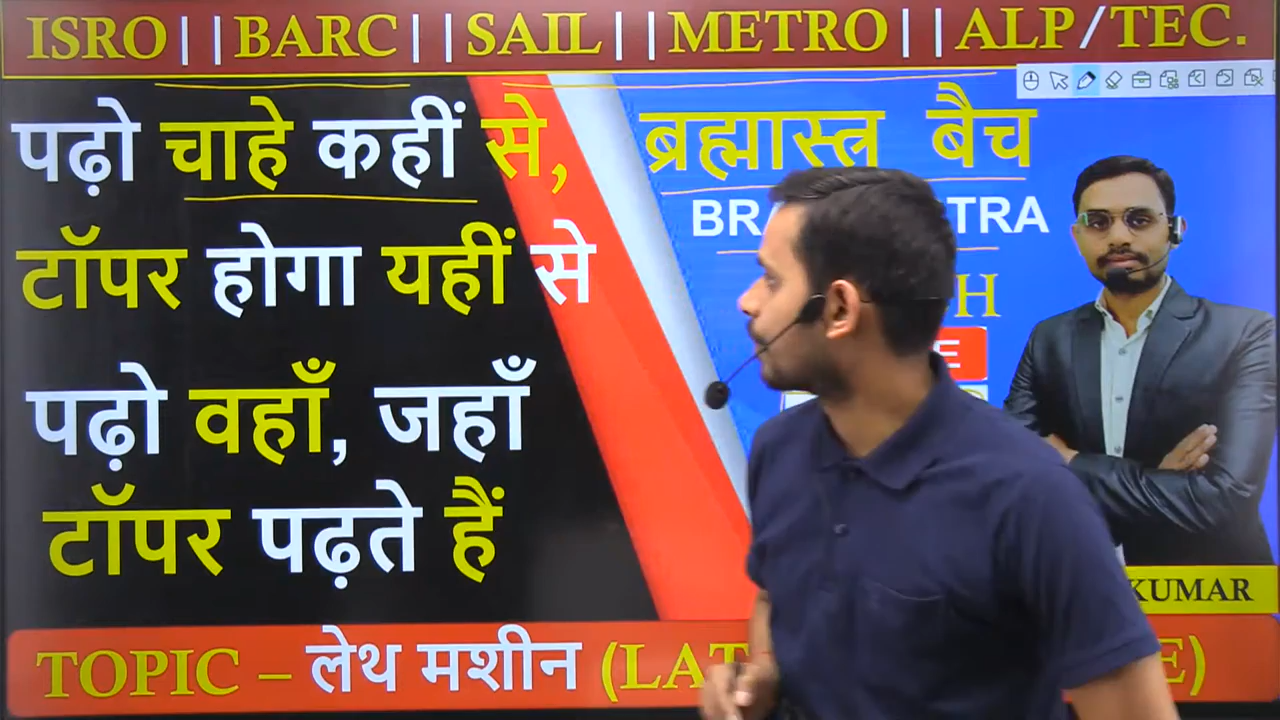 ISRO||BARC||SAIL||METRO||ALP/TEC.
पढ़ो चाहे कहीं से,
टॉपर होगा यहीं से
पढ़ो वहाँ, जहाँ
टॉपर पढ़ते हैं
ब्रह्मास्त्र बैच
KUMAR
TOPIC – लेथ मशीन